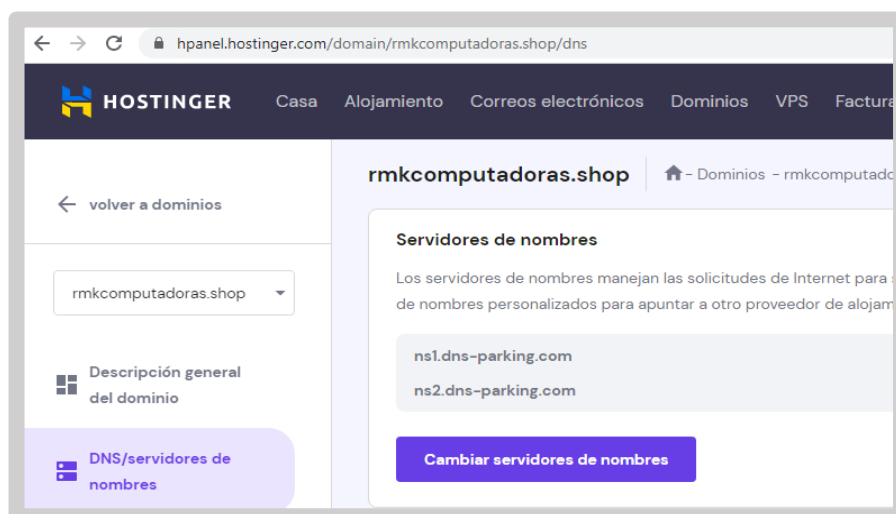 hpanel.hostinger.com/domain/rmkcomputadoras.shop/dns
HOSTINGER Casa Alojamiento Correos electrónicos Dominios VPS Factura
volver a dominios
rmkcomputadoras.shop
Descripción general
del dominio
DNS/servidores de
nombres
rmkcomputadoras.shop - Dominios - rmkcomputado
Servidores de nombres
Los servidores de nombres manejan las solicitudes de Internet para
de nombres personalizados para apuntar a otro proveedor de alojam
ns1.dns-parking.com
ns2.dns-parking.com
Cambiar servidores de nombres